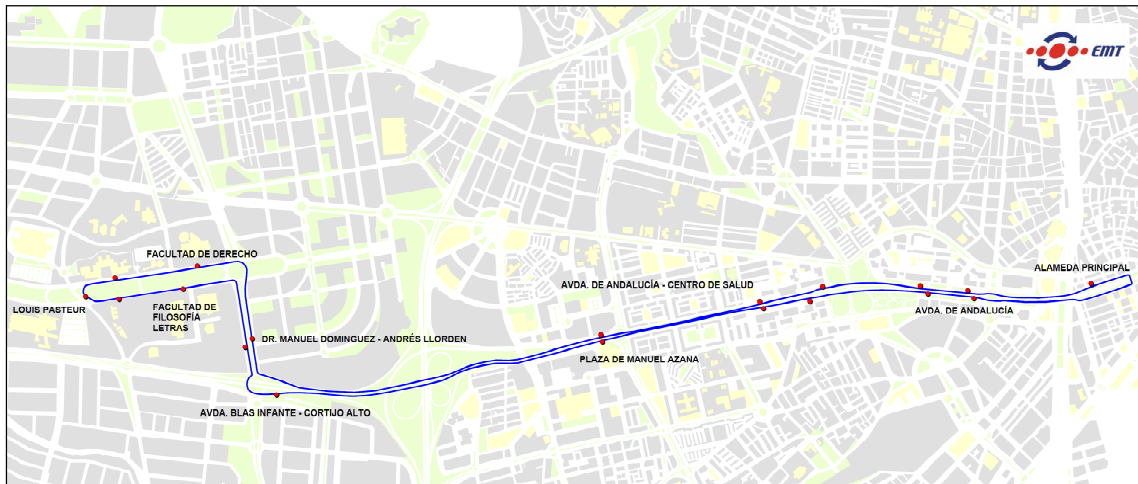 EMT
FACULTAD DE DERECHO
ALAMEDA PRINCIPAL
AVDA. DE ANDALUCÍA - CENTRO DE SALUD
LOUIS PASTEUR
FACULTAD DE
FILOSOFÍA
LETRAS
AVDA. DE ANDALUCÍA
DR. MANUEL DOMINGUEZ - ANDRÉS LLORDEN
PLAZA DE MANUEL AZANA
AVDA. BLAS INFANTE - CORTIJO ALTO